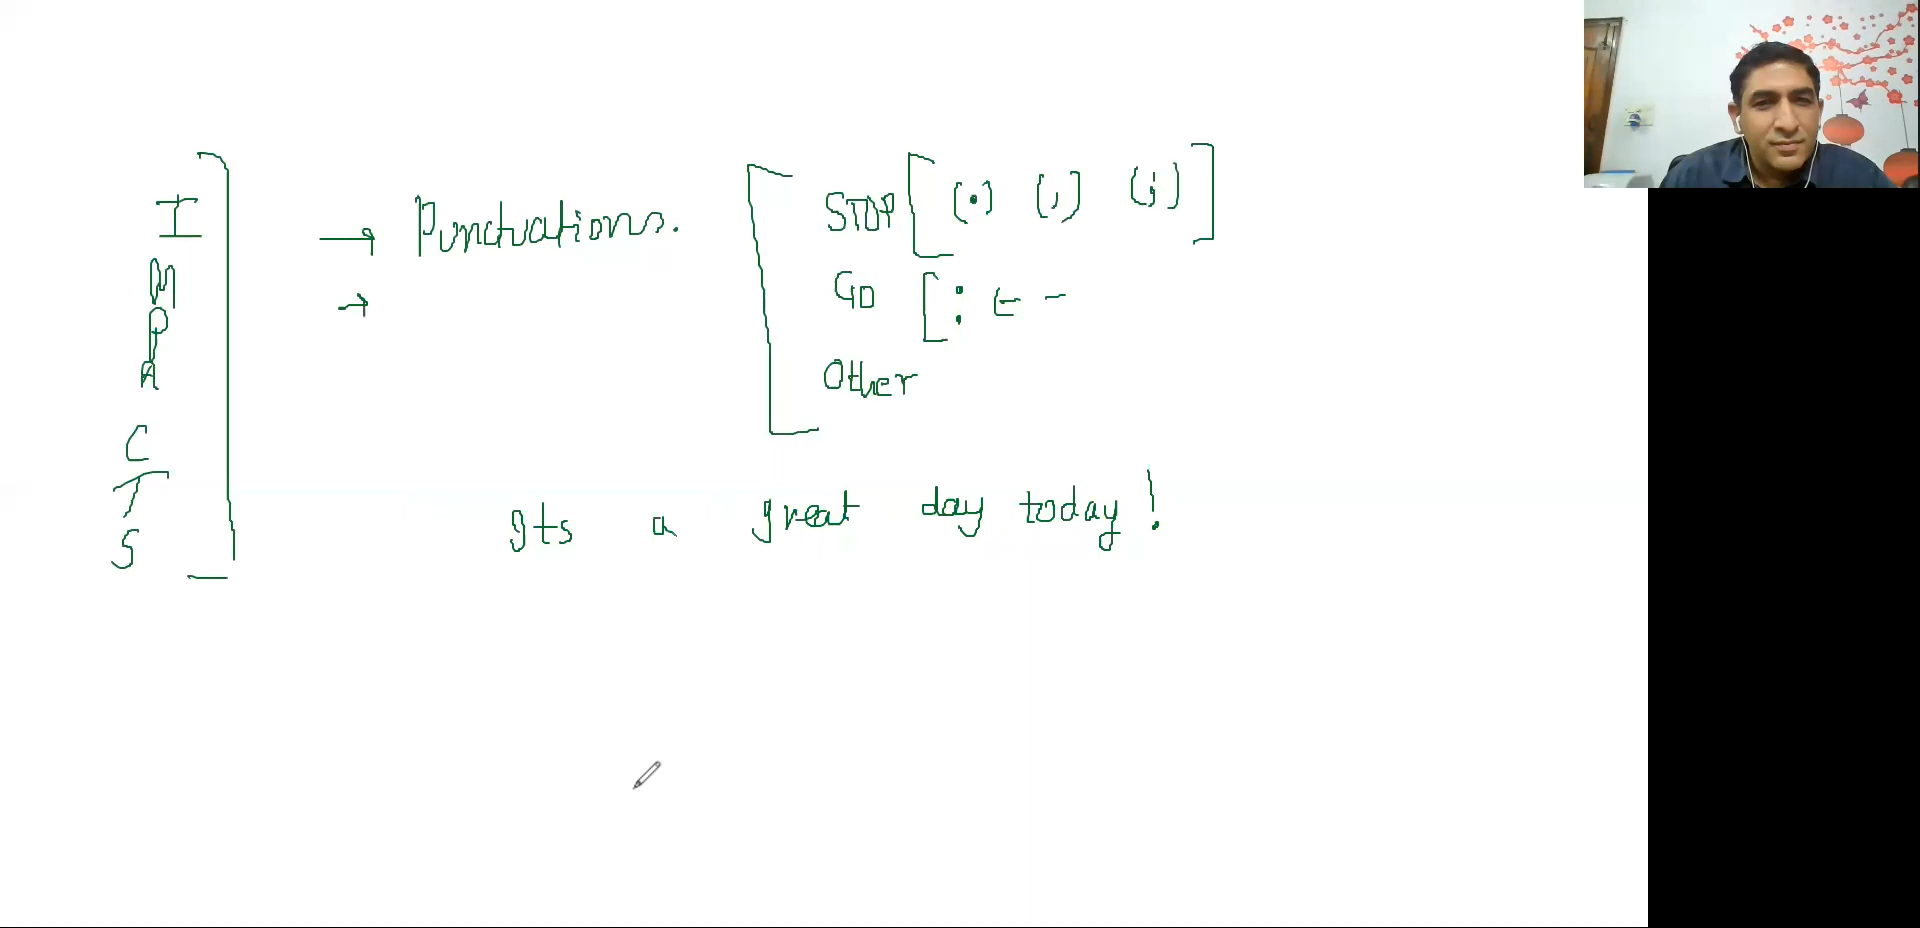 I
M
P
A
C
T
S
→ Punctuations.
→
STOP [ (.) (,) (;) ]
GO [ :
Other
Its a great day today!